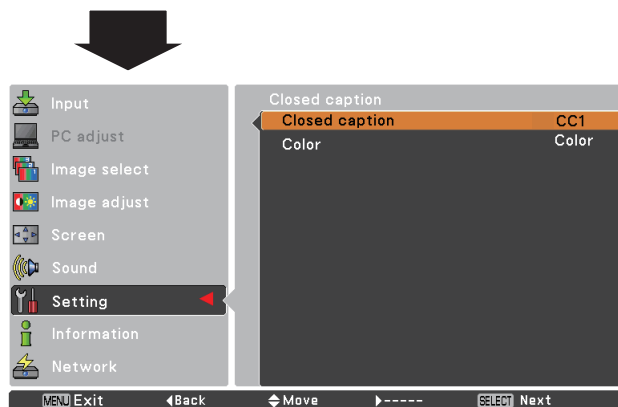 Input
PC adjust
Image select
Image adjust
Screen
Sound
Setting
Information
Network
Closed caption
Closed caption CC1
Color Color
MENU Exit Back Move ----- SELECT Next